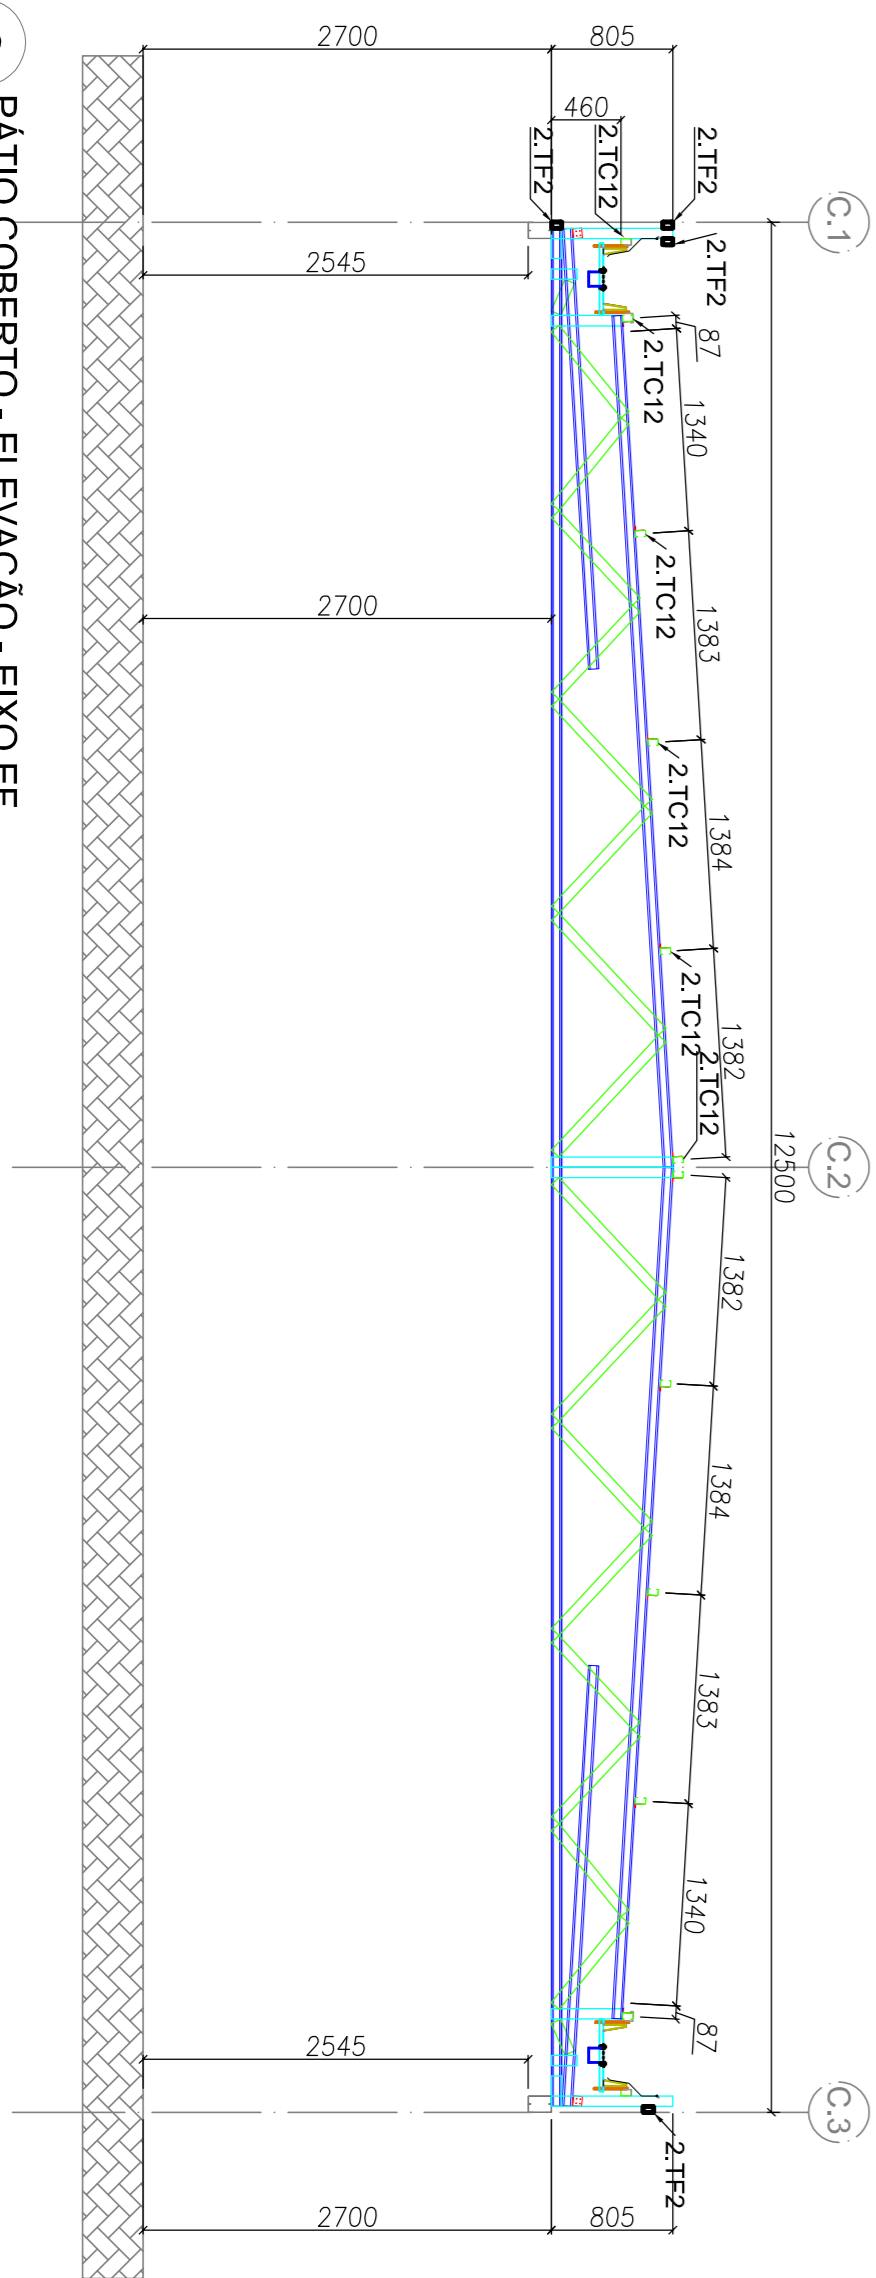 C.1
C.2
C.3
12500
87
1340
1383
1384
1382
1382
1384
1383
1340
87
2.TF2
2.TF2
2.TC12
2.TF2
2.TC12
2.TC12
2.TC12
2.TC12
2.TC12
2.TF2
805
460
2700
2545
2700
2545
805
2700
PÁTIO COBERTO - ELEVAÇÃO - EIXO EF